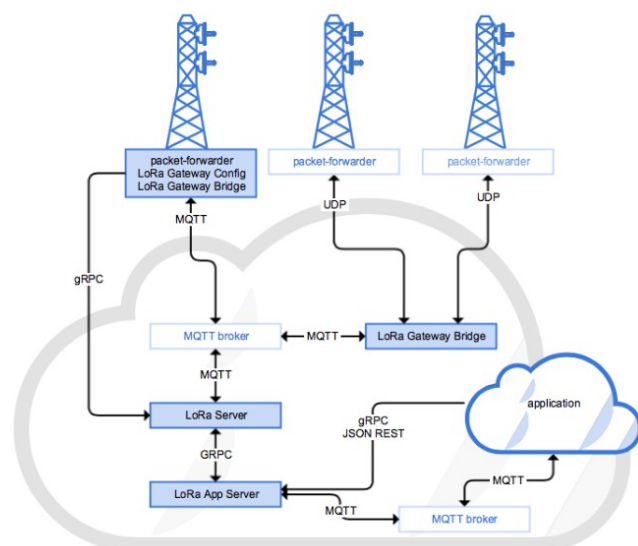 packet-forwarder
LoRa Gateway Config
LoRa Gateway Bridge
packet-forwarder
packet-forwarder
MQTT
UDP
UDP
gRPC
MQTT broker
MQTT
LoRa Gateway Bridge
MQTT
LoRa Server
gRPC
JSON REST
application
GRPC
LoRa App Server
MQTT
MQTT
MQTT broker